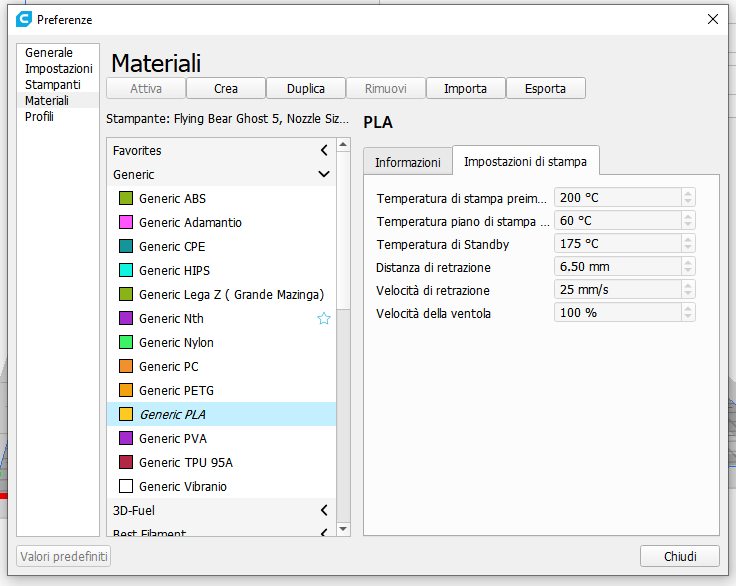 Preferenze
Generale
Impostazioni
Stampanti
Materiali
Profili
Materiali
Attiva
Crea
Duplica
Rimuovi
Importa
Esporta
Stampante: Flying Bear Ghost 5, Nozzle Siz...
Favorites
Generic
Generic ABS
Generic Adamantio
Generic CPE
Generic HIPS
Generic Lega Z ( Grande Mazinga)
Generic Nth
Generic Nylon
Generic PC
Generic PETG
Generic PLA
Generic PVA
Generic TPU 95A
Generic Vibranio
3D-Fuel
Best Filament
PLA
Informazioni
Impostazioni di stampa
Temperatura di stampa preim... 200 °C
Temperatura piano di stampa ... 60 °C
Temperatura di Standby 175 °C
Distanza di retrazione 6.50 mm
Velocità di retrazione 25 mm/s
Velocità della ventola 100 %
Valori predefiniti
Chiudi